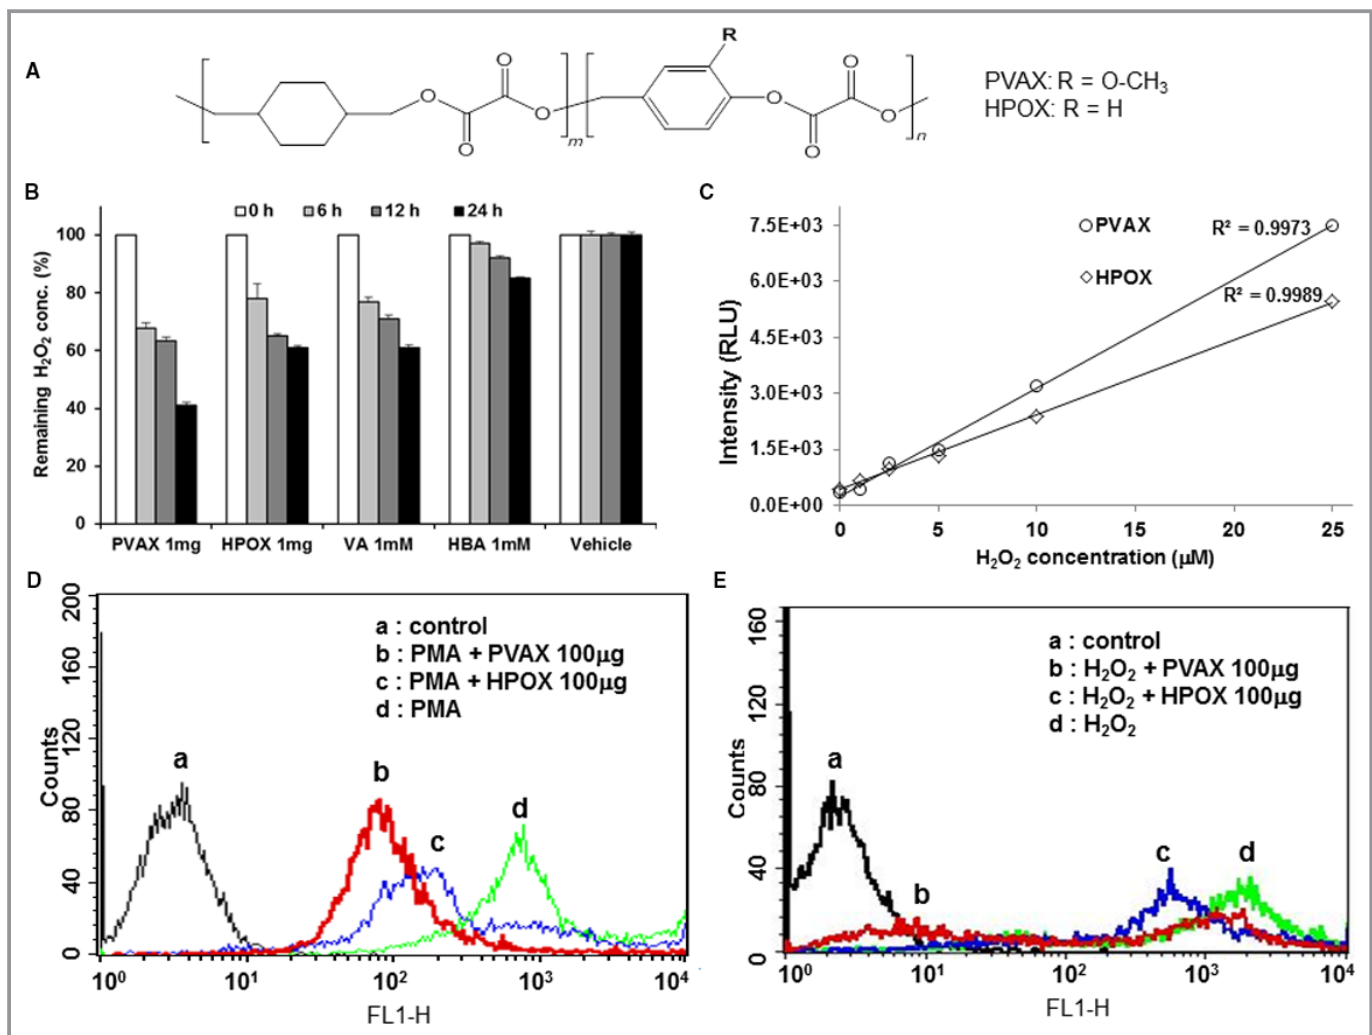 A
R
O
O
O
O
m
O
O
O
O
n
PVAX: R = O-CH₃
HPOX: R = H
B
0 h 6 h 12 h 24 h
Remaining H₂O₂ conc. (%)
100
80
60
40
20
0
PVAX 1mg HPOX 1mg VA 1mM HBA 1mM Vehicle
C
PVAX
HPOX
R² = 0.9973
R² = 0.9989
Intensity (RLU)
7.5E+03
6.0E+03
4.5E+03
3.0E+03
1.5E+03
0.0E+00
0 5 10 15 20 25
H₂O₂ concentration (μM)
D
a : control
b : PMA + PVAX 100μg
c : PMA + HPOX 100μg
d : PMA
Counts
200
160
120
80
40
0
a
b
c
d
10⁰ 10¹ 10² 10³ 10⁴
FL1-H
E
a : control
b : H₂O₂ + PVAX 100μg
c : H₂O₂ + HPOX 100μg
d : H₂O₂
Counts
160
120
80
40
0
a
b
c
d
10⁰ 10¹ 10² 10³ 10⁴
FL1-H